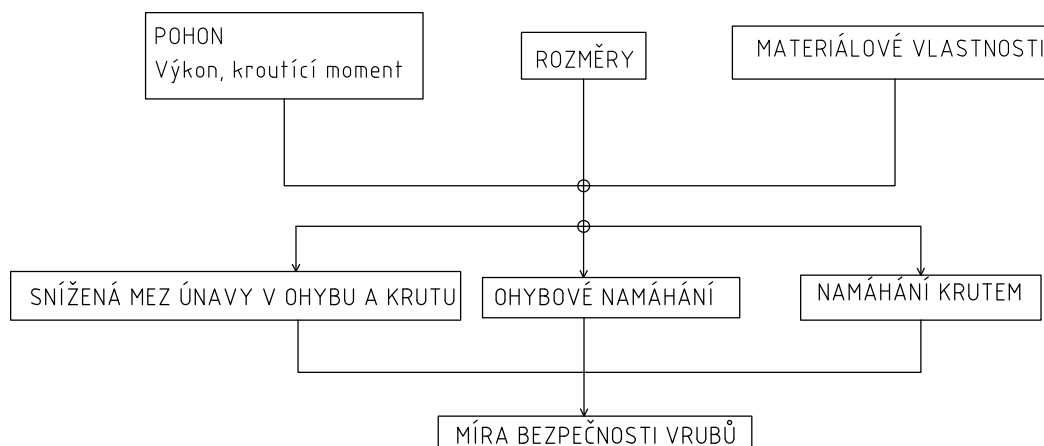 POHON
Výkon, kroutící moment
ROZMĚRY
MATERIÁLOVÉ VLASTNOSTI
SNÍŽENÁ MEZ ÚNAVY V OHYBU A KRUTU
OHYBOVÉ NAMÁHÁNÍ
NAMÁHÁNÍ KRUTEM
MÍRA BEZPEČNOSTI VRUBŮ